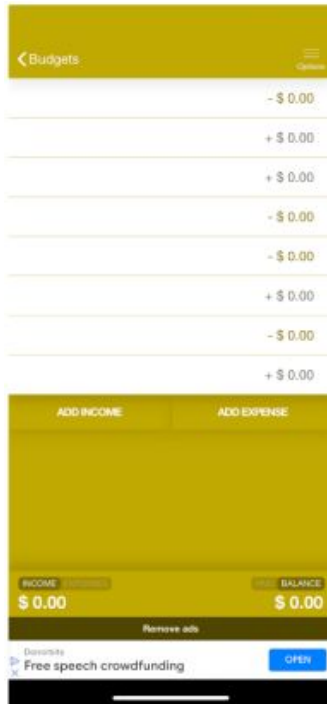 Budgets
Options
- $ 0.00
+ $ 0.00
+ $ 0.00
- $ 0.00
- $ 0.00
+ $ 0.00
- $ 0.00
+ $ 0.00
ADD INCOME ADD EXPENSE
INCOME EXPENSES BALANCE
$ 0.00 $ 0.00
Remove ads
Free speech crowdfunding
OPEN